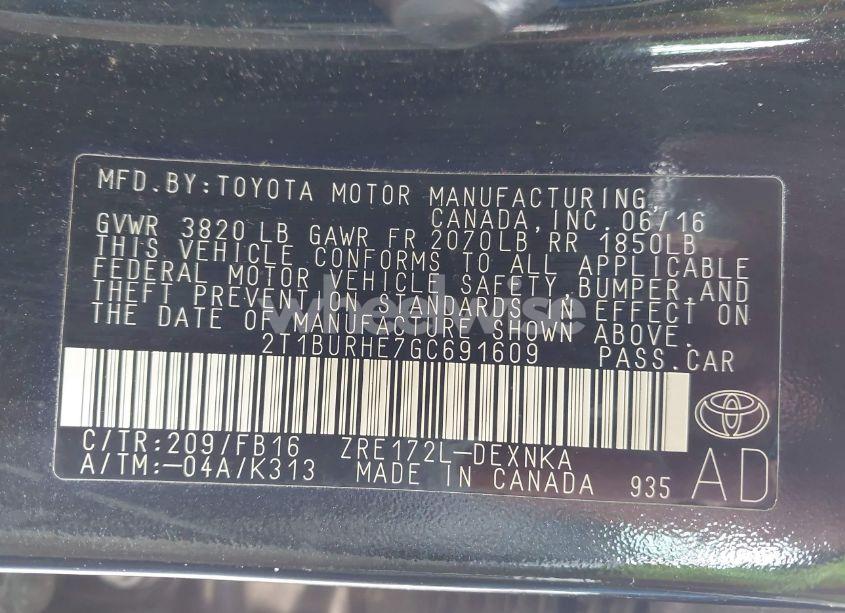 MFD.BY:TOYOTA MOTOR MANUFACTURING,
CANADA,INC. 06/16
GVWR 3820 LB GAWR FR 2070LB RR 1850LB
THIS VEHICLE CONFORMS TO ALL APPLICABLE
FEDERAL MOTOR VEHICLE SAFETY,BUMPER,AND
THEFT PREVENTION STANDARDS IN EFFECT ON
THE DATE OF MANUFACTURE SHOWN ABOVE.
2T1BURHE7GC691609 PASS.CAR
C/TR:209/FB16 ZRE172L-DEXNKA
A/TM:-04A/K313 MADE IN CANADA 935 AD
wheelwise